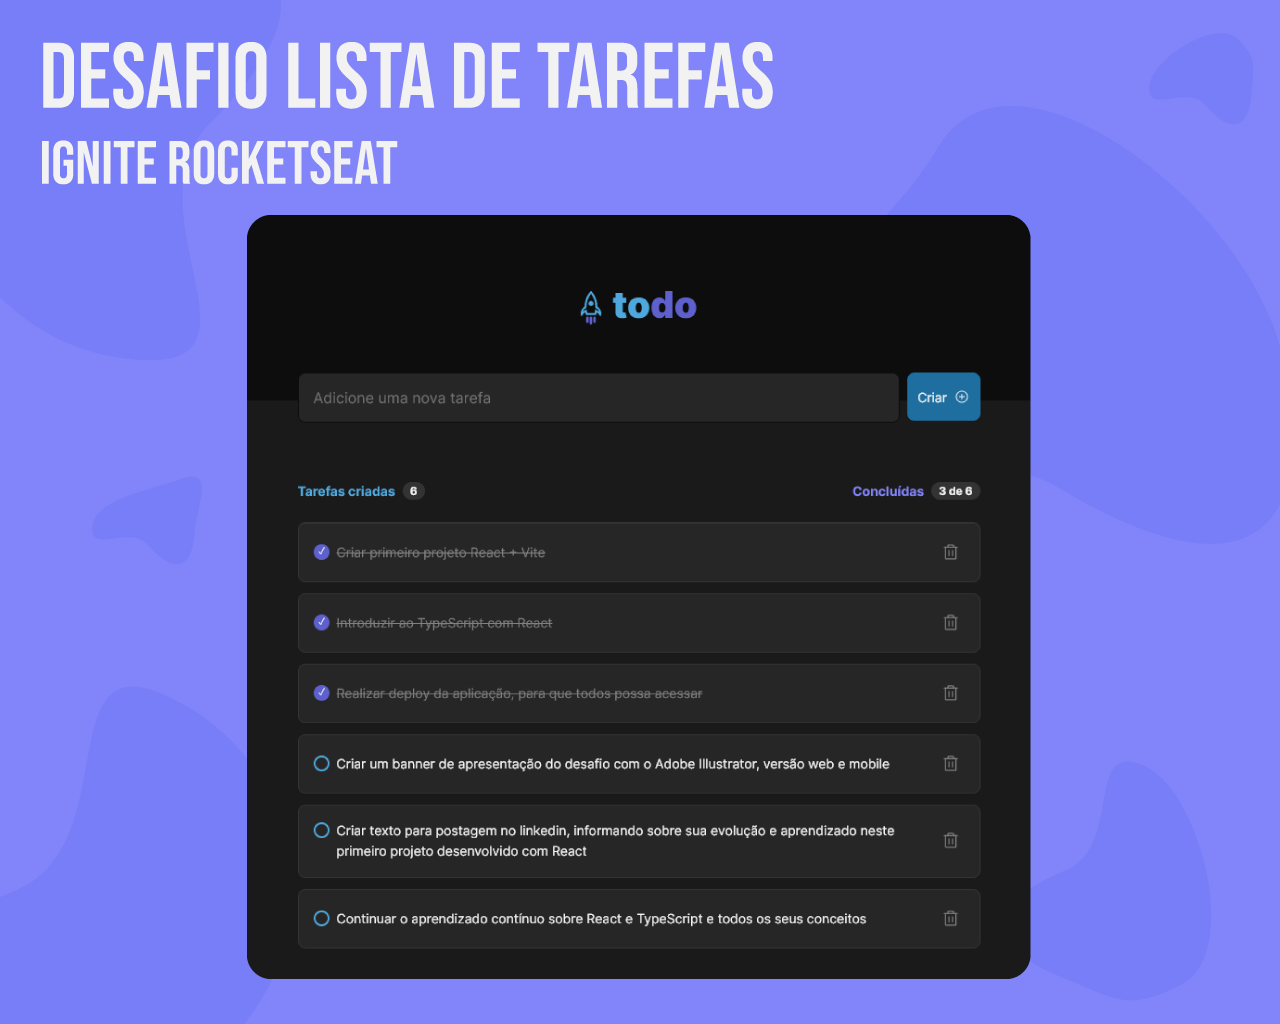 DESAFIO LISTA DE TAREFAS
IGNITE ROCKETSEAT
todo
Adicione uma nova tarefa
Criar
Tarefas criadas 6
Concluídas 3 de 6
Criar primeiro projeto React + Vite
Introduzir ao TypeScript com React
Realizar deploy da aplicação, para que todos possa acessar
Criar um banner de apresentação do desafio com o Adobe Illustrator, versão web e mobile
Criar texto para postagem no linkedin, informando sobre sua evolução e aprendizado neste
primeiro projeto desenvolvido com React
Continuar o aprendizado contínuo sobre React e TypeScript e todos os seus conceitos